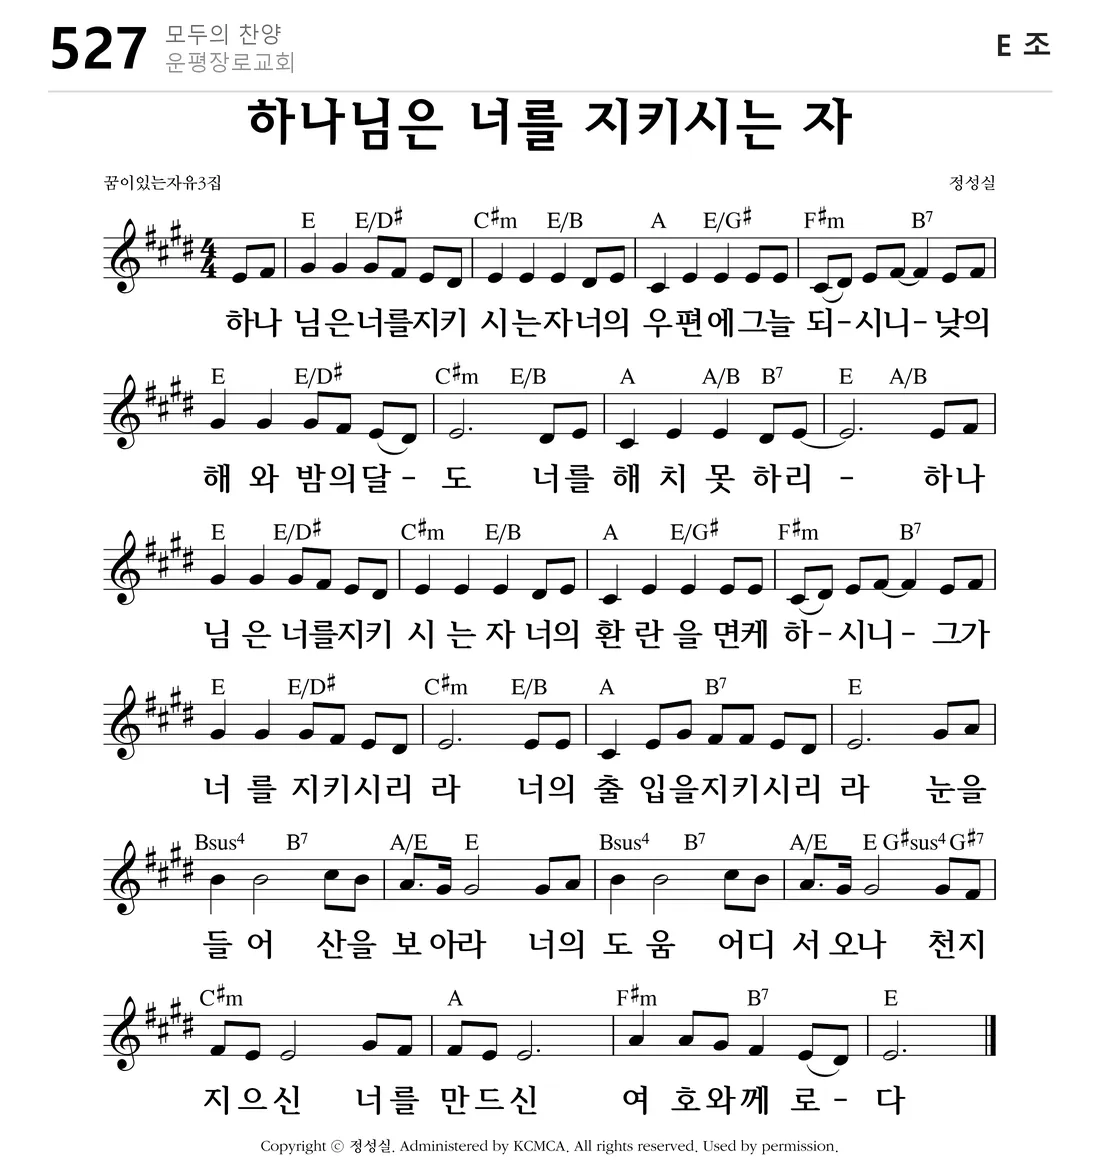 527 모두의 찬양
운평장로교회
E 조
하나님은 너를 지키시는 자
꿈이있는자유3집 정성실
E E/D♯ C♯m E/B A E/G♯ F♯m B7
4/4
하나 님은너를지키 시는자너의 우편에그늘 되-시니-낮의
E E/D♯ C♯m E/B A A/B B7 E A/B
해 와 밤의달- 도 너를 해 치 못 하리 - 하나
E E/D♯ C♯m E/B A E/G♯ F♯m B7
님 은 너를지키 시 는 자 너의 환 란 을 면케 하-시니- 그가
E E/D♯ C♯m E/B A B7 E
너 를 지키시리 라 너의 출 입을지키시리 라 눈을
Bsus4 B7 A/E E Bsus4 B7 A/E E G♯sus4 G♯7
들 어 산을 보 아라 너의 도 움 어디 서 오나 천지
C♯m A F♯m B7 E
지으신 너를 만드신 여 호와께 로- 다
Copyright ⓒ 정성실. Administered by KCMCA. All rights reserved. Used by permission.